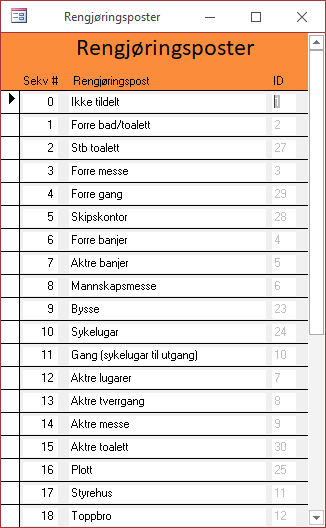 Rengjøringsposter
Sekv # Rengjøringspost ID
0 Ikke tildelt 1
1 Forre bad/toalett 2
2 Stb toalett 27
3 Forre messe 3
4 Forre gang 29
5 Skipskontor 28
6 Forre banjer 4
7 Aktre banjer 5
8 Mannskapsmesse 6
9 Bysse 23
10 Sykelugar 24
11 Gang (sykelugar til utgang) 10
12 Aktre lugarer 7
13 Aktre tverrgang 8
14 Aktre messe 9
15 Aktre toalett 30
16 Plott 25
17 Styrehus 11
18 Toppbro 12